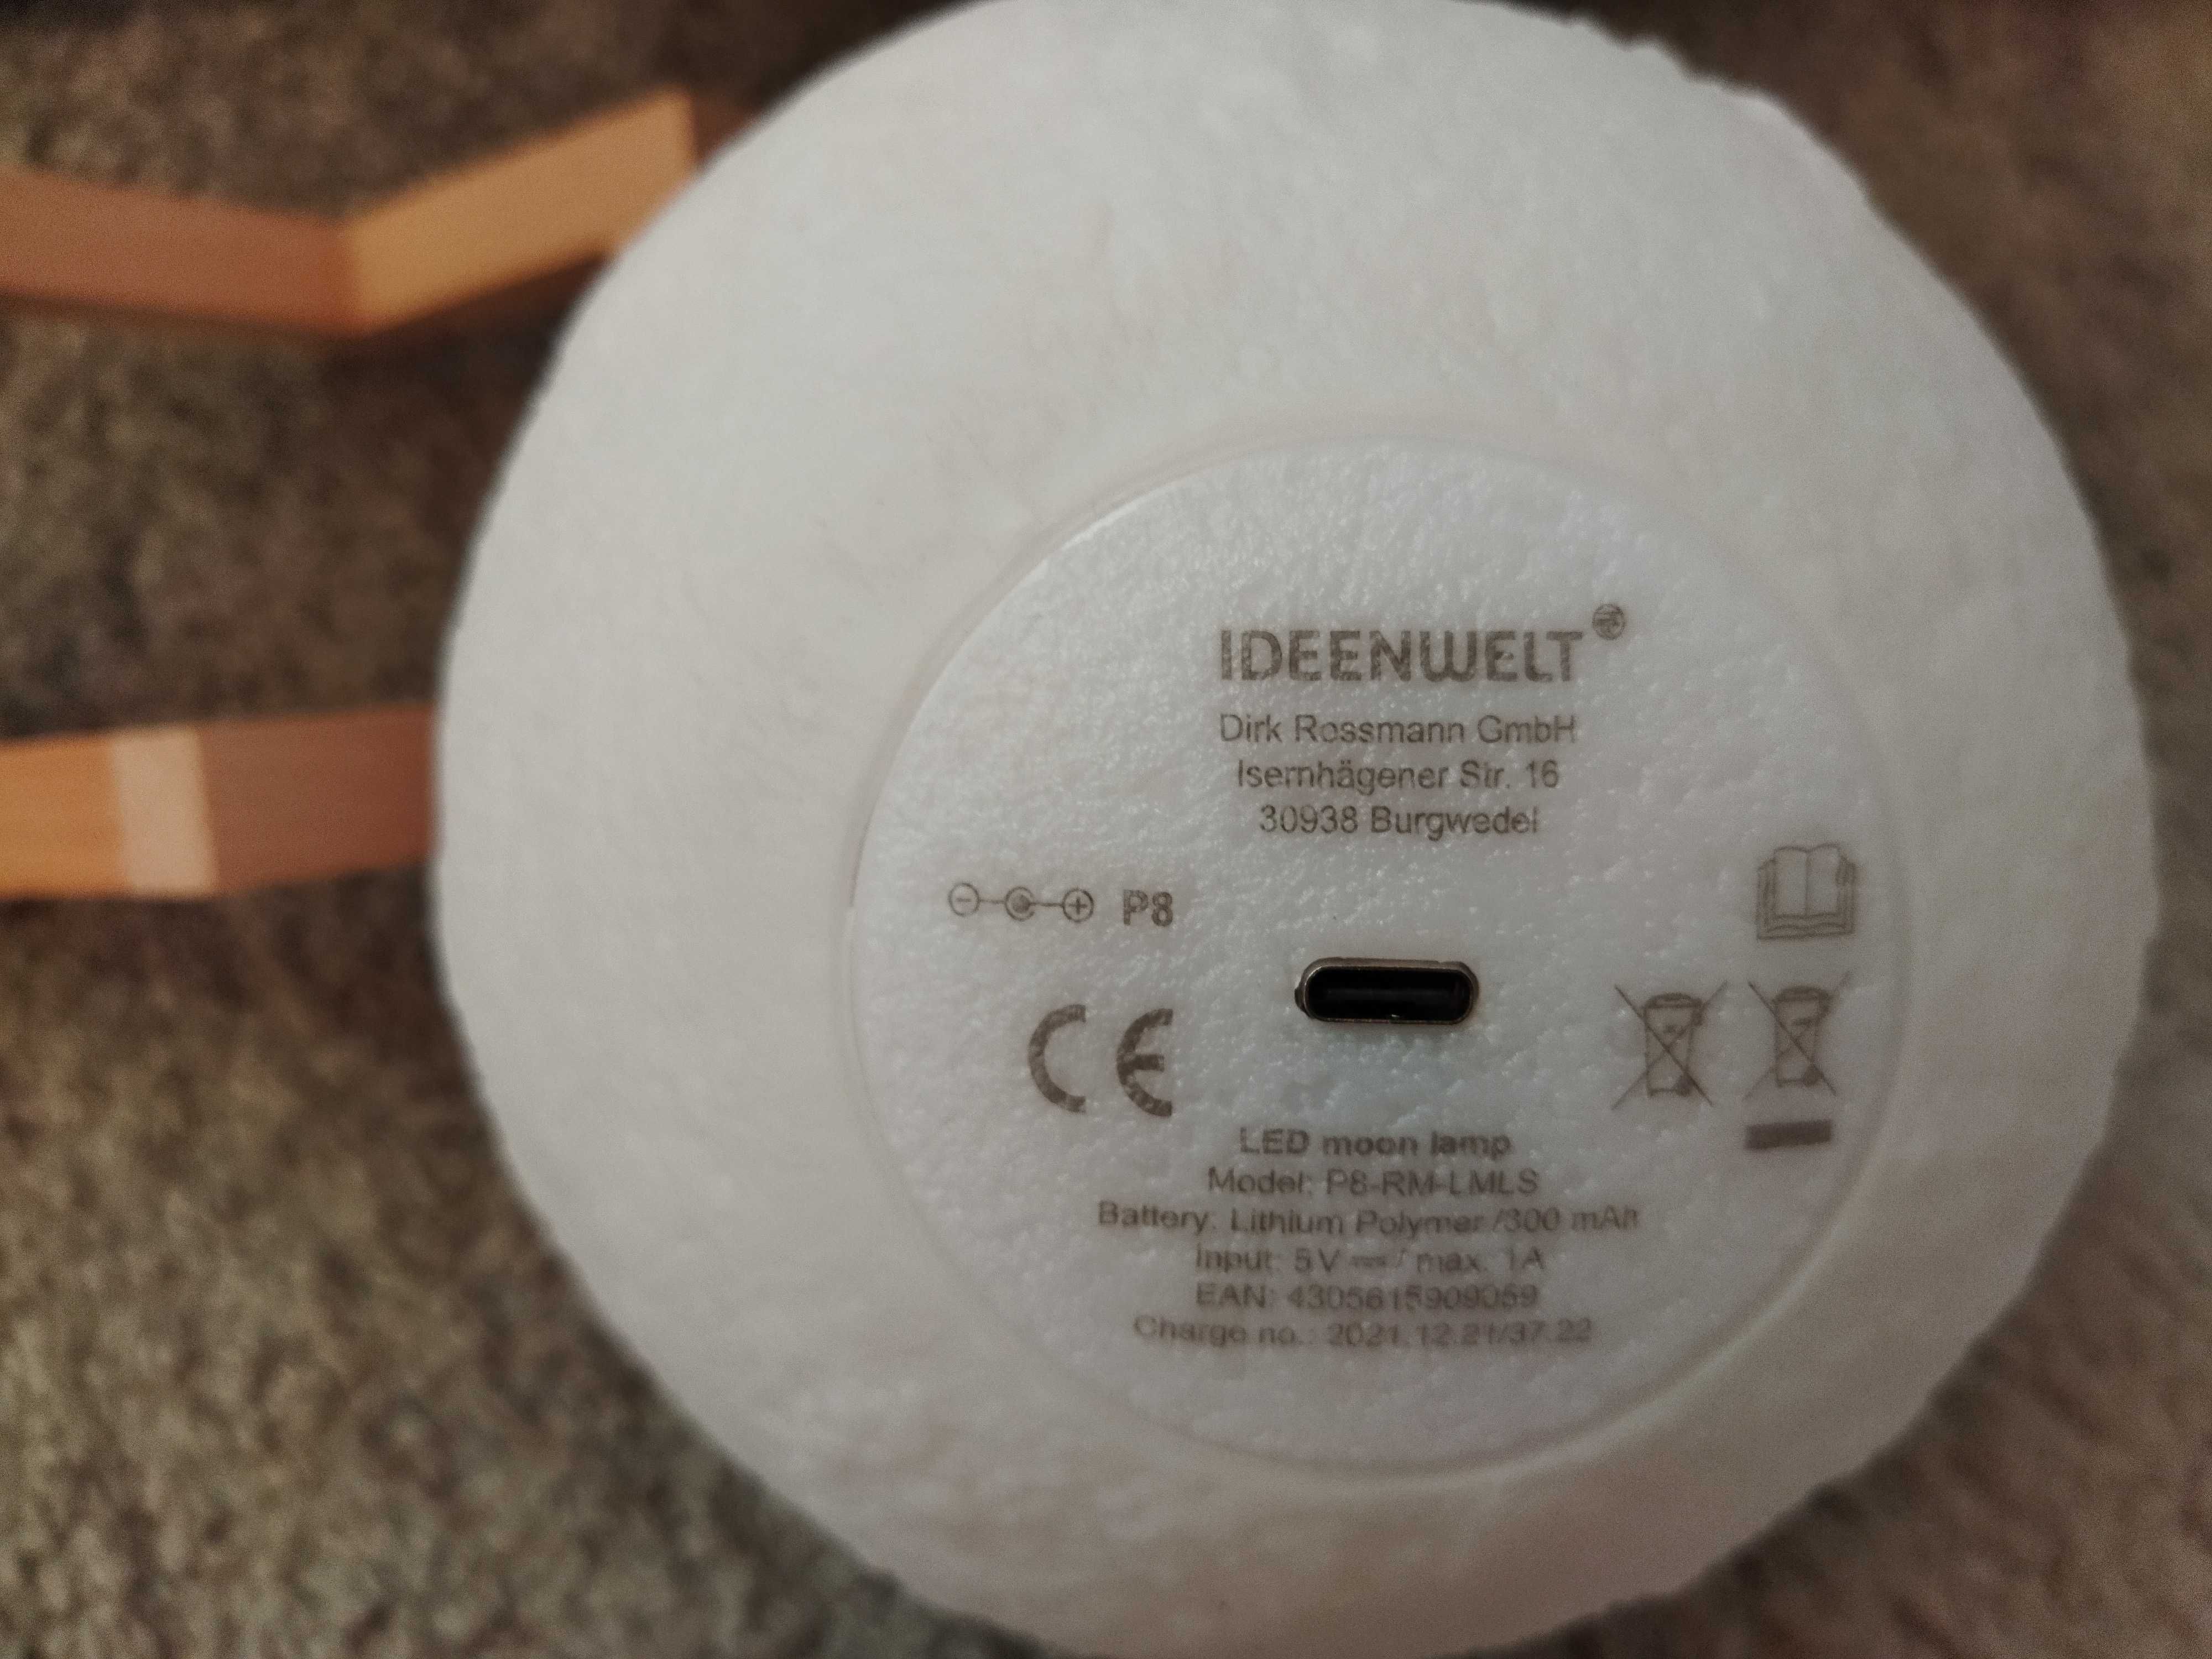 IDEENWELT®
Dirk Rossmann GmbH
Isernhägener Str. 16
30938 Burgwedel
P8
CE
LED moon lamp
Model: P8-RM-LMLS
Battery: Lithium Polymer /300 mAh
Input: 5V ⎓ / max. 1A
EAN: 4305615909059
Charge no.: 2021.12.21/37.22